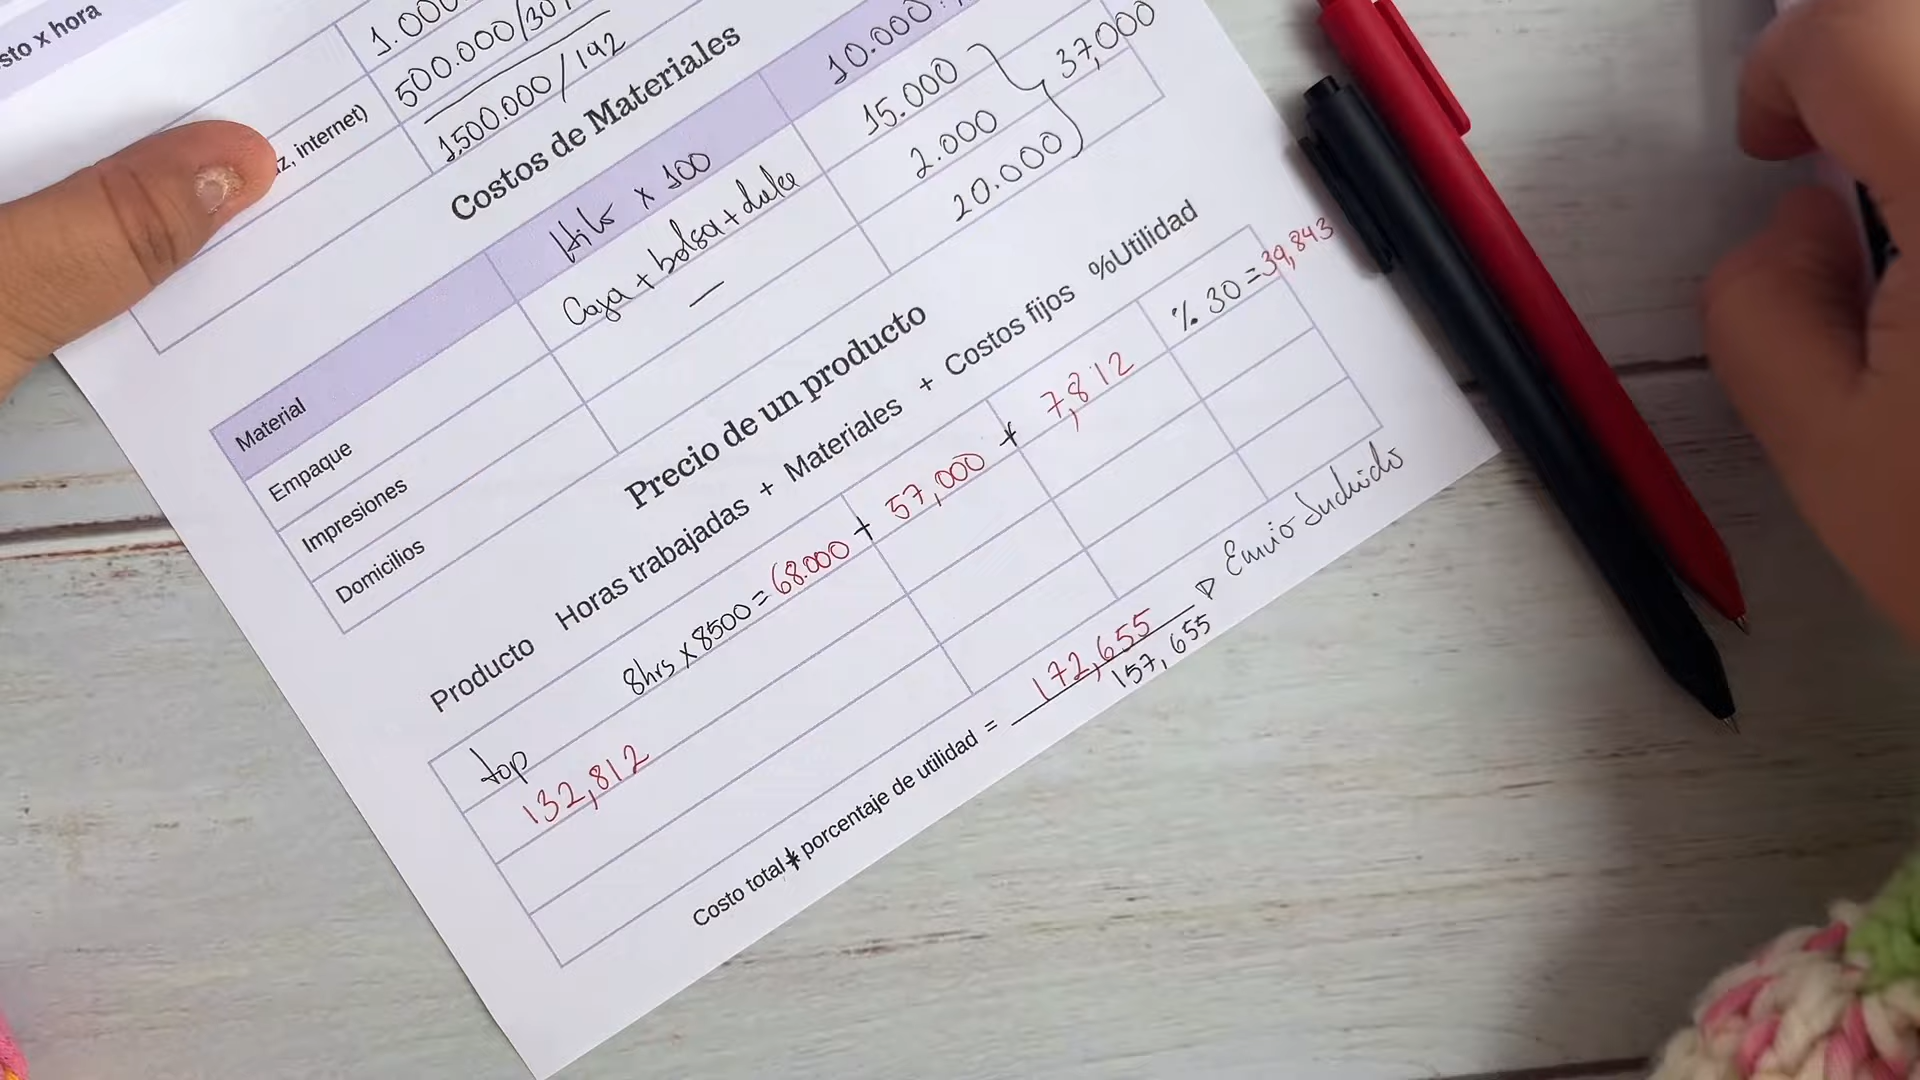 sto x hora
1.000
500.000/30
z, internet)
1,500.000/192
Costos de Materiales
Material Hilo x 100 10.000
Empaque Caja + bolsa + dulce 15.000
Impresiones — 2.000
Domicilios 20.000
37,000
Precio de un producto
Producto Horas trabajadas + Materiales + Costos fijos %Utilidad
top 8hrs x 8500 = 68.000 + 57,000 + 7,812 % 30 = 39,843
132,812
Costo total * porcentaje de utilidad = 172,655 Envio Incluido
157,655